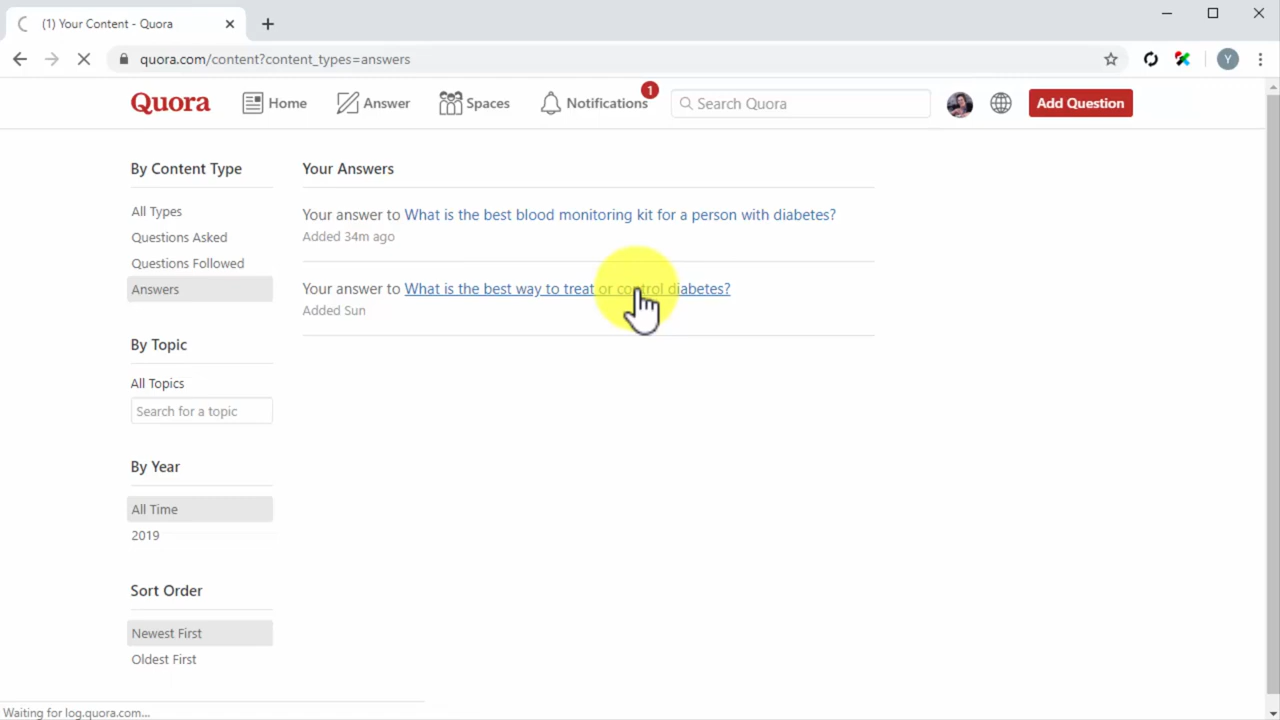 (1) Your Content - Quora
quora.com/content?content_types=answers
Y
Quora Home Answer Spaces Notifications 1 Search Quora Add Question
By Content Type
All Types
Questions Asked
Questions Followed
Answers
By Topic
All Topics
Search for a topic
By Year
All Time
2019
Sort Order
Newest First
Oldest First
Your Answers
Your answer to What is the best blood monitoring kit for a person with diabetes?
Added 34m ago
Your answer to What is the best way to treat or control diabetes?
Added Sun
Waiting for log.quora.com...